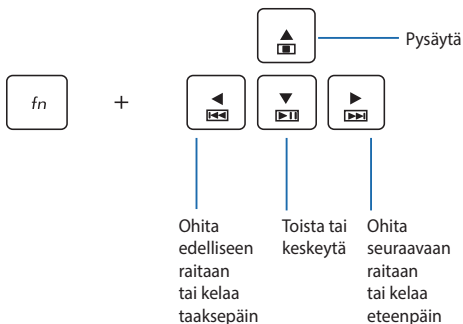 Pysäytä
fn
+
Ohita
edelliseen
raitaan
tai kelaa
taaksepäin
Toista tai
keskeytä
Ohita
seuraavaan
raitaan
tai kelaa
eteenpäin